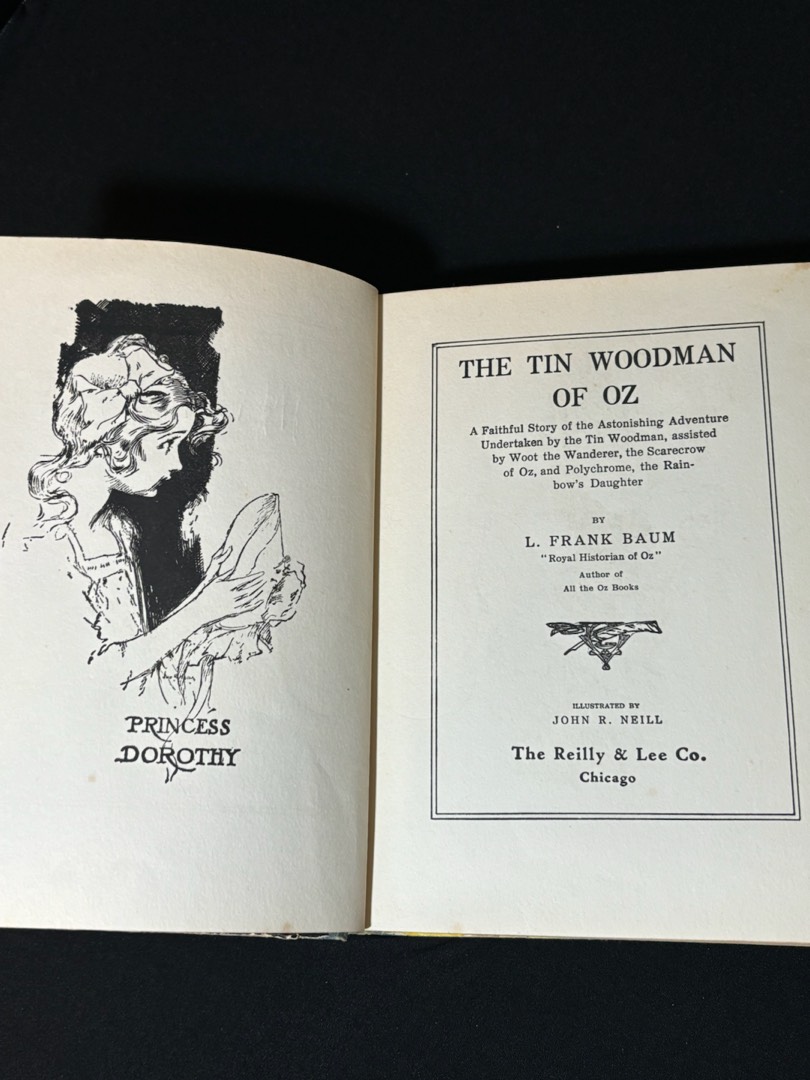 PRINCESS
DOROTHY
THE TIN WOODMAN
OF OZ
A Faithful Story of the Astonishing Adventure
Undertaken by the Tin Woodman, assisted
by Woot the Wanderer, the Scarecrow
of Oz, and Polychrome, the Rain-
bow's Daughter
BY
L. FRANK BAUM
"Royal Historian of Oz"
Author of
All the Oz Books
ILLUSTRATED BY
JOHN R. NEILL
The Reilly & Lee Co.
Chicago